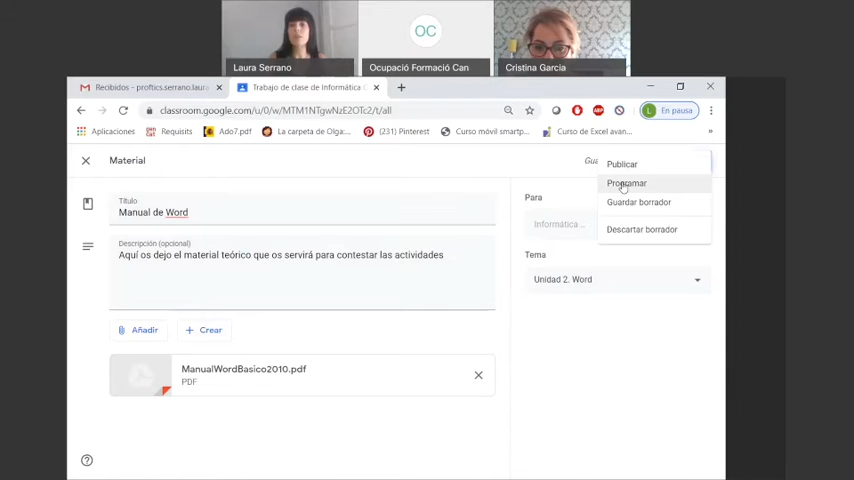 OC
Laura Serrano
Ocupació Formació Can
Cristina Garcia
Recibidos - proftics.serrano.laura
Trabajo de clase de Informática
classroom.google.com/u/0/w/MTM1NTgwNzE2OTc2/t/all
ABP
L
En pausa
Aplicaciones
Requisits
Ado7.pdf
La carpeta de Olga:...
(231) Pinterest
Curso móvil smartp...
Curso de Excel avan...
»
Material
Gua
Publicar
Programar
Guardar borrador
Descartar borrador
Título
Manual de Word
Descripción (opcional)
Aquí os dejo el material teórico que os servirá para contestar las actividades
Añadir
Crear
ManualWordBasico2010.pdf
PDF
Para
Informática ...
Tema
Unidad 2. Word